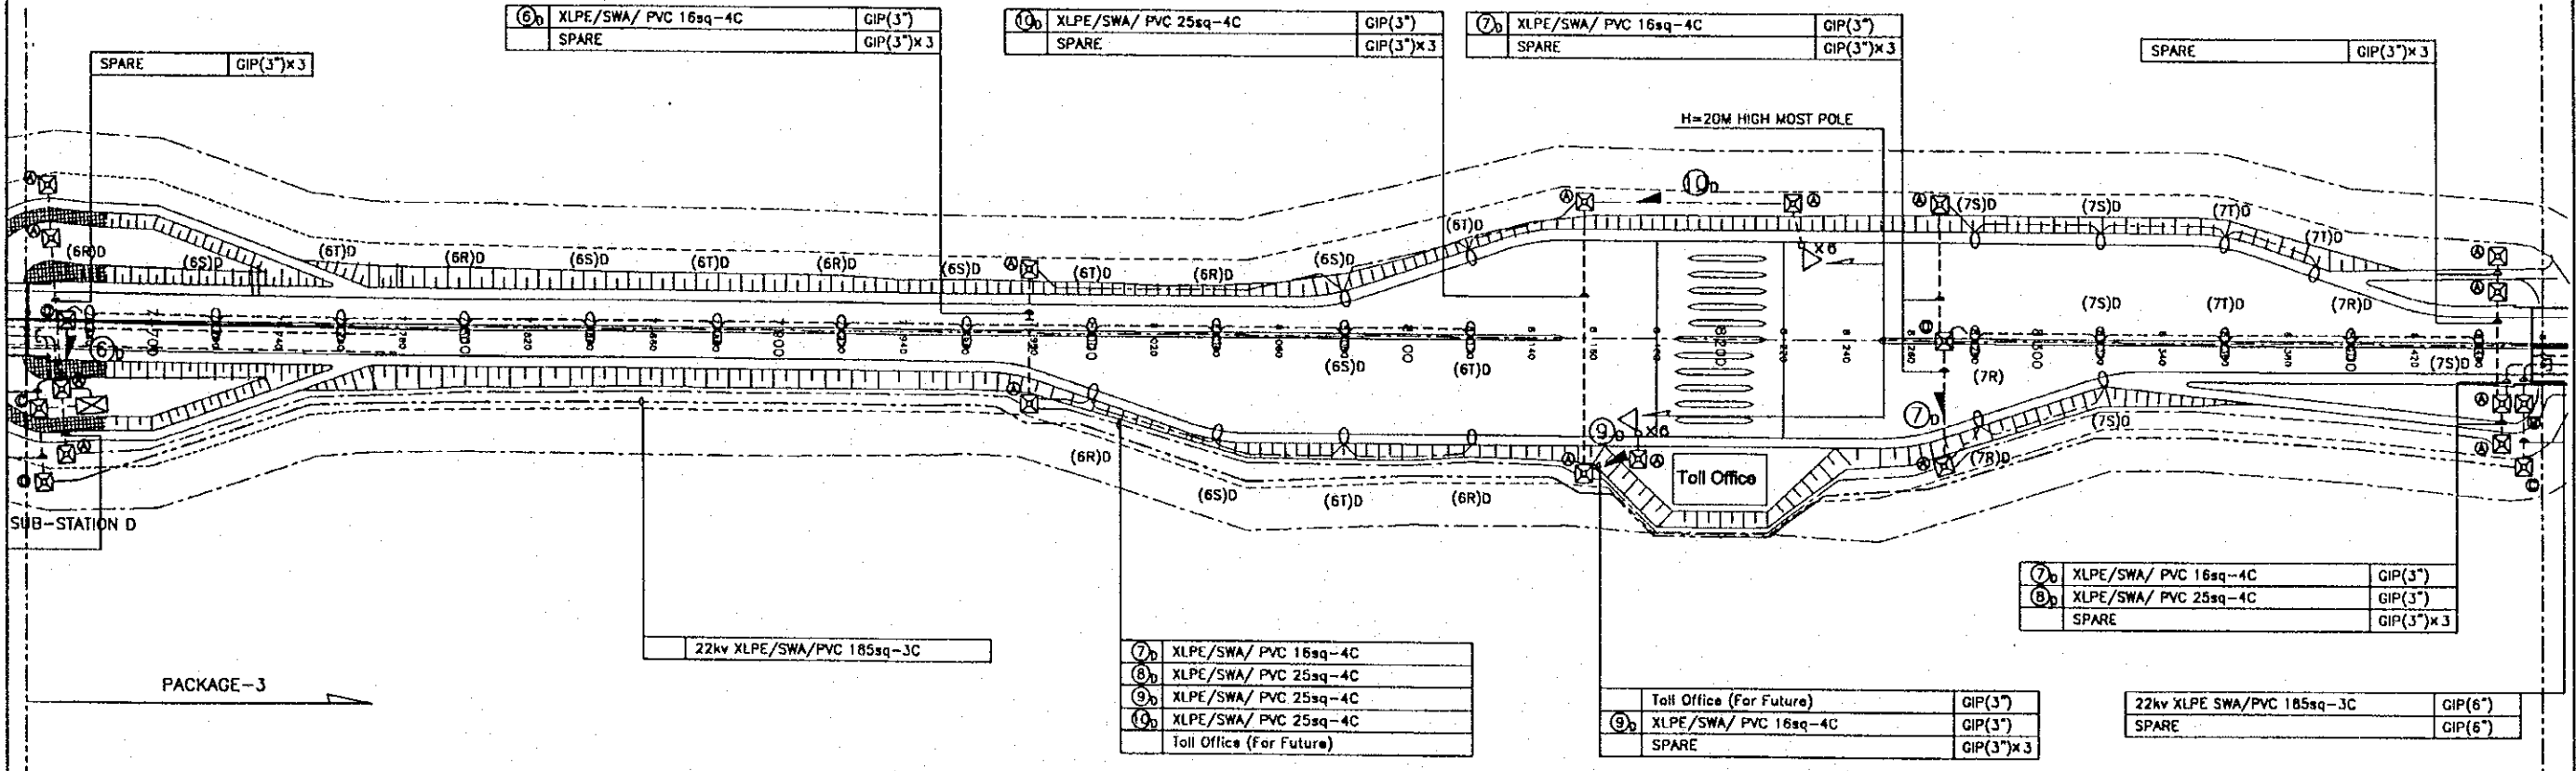 ⑥D XLPE/SWA/ PVC 16sq-4C GIP(3")
SPARE GIP(3")×3
⑩D XLPE/SWA/ PVC 25sq-4C GIP(3")
SPARE GIP(3")×3
⑦D XLPE/SWA/ PVC 16sq-4C GIP(3")
SPARE GIP(3")×3
SPARE GIP(3")×3
SPARE GIP(3")×3
H=20M HIGH MOST POLE
⑩D
(6R)D
(6S)D
(6T)D
(6R)D
(6S)D
(6T)D
(6R)D
(6S)D
(6T)D
(6R)D
(6S)D
(6T)D
(7S)D
(7S)D
(7T)D
(7T)D
×6
⑥D
(6S)D
(6T)D
(7R)
(7S)D
(7T)D
(7R)D
(7S)D
⑦D
⑨D
×6
(7S)D
(7R)D
(6R)D
(6S)D
(6T)D
(6R)D
Toll Office
SUB-STATION D
PACKAGE-3
22kv XLPE/SWA/PVC 185sq-3C
⑦D XLPE/SWA/ PVC 16sq-4C
⑧D XLPE/SWA/ PVC 25sq-4C
⑨D XLPE/SWA/ PVC 25sq-4C
⑩D XLPE/SWA/ PVC 25sq-4C
Toll Office (For Future)
Toll Office (For Future) GIP(3")
⑨D XLPE/SWA/ PVC 16sq-4C GIP(3")
SPARE GIP(3")×3
⑦D XLPE/SWA/ PVC 16sq-4C GIP(3")
⑧D XLPE/SWA/ PVC 25sq-4C GIP(3")
SPARE GIP(3")×3
22kv XLPE SWA/PVC 185sq-3C GIP(6")
SPARE GIP(6")